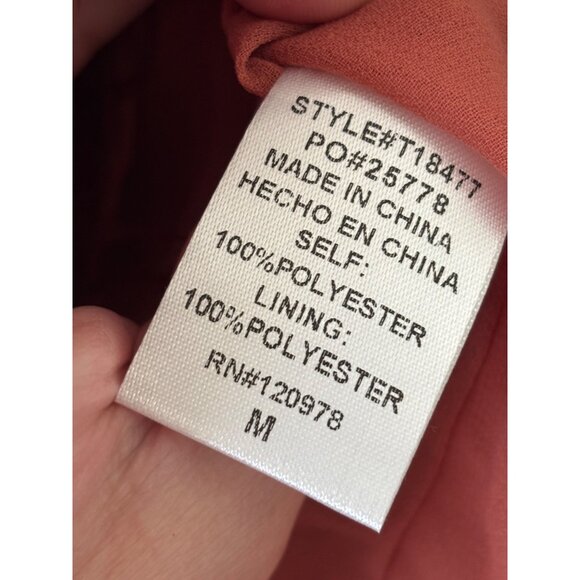 STYLE#T18477
PO#25778
MADE IN CHINA
HECHO EN CHINA
SELF:
100%POLYESTER
LINING:
100%POLYESTER
RN#120978
M